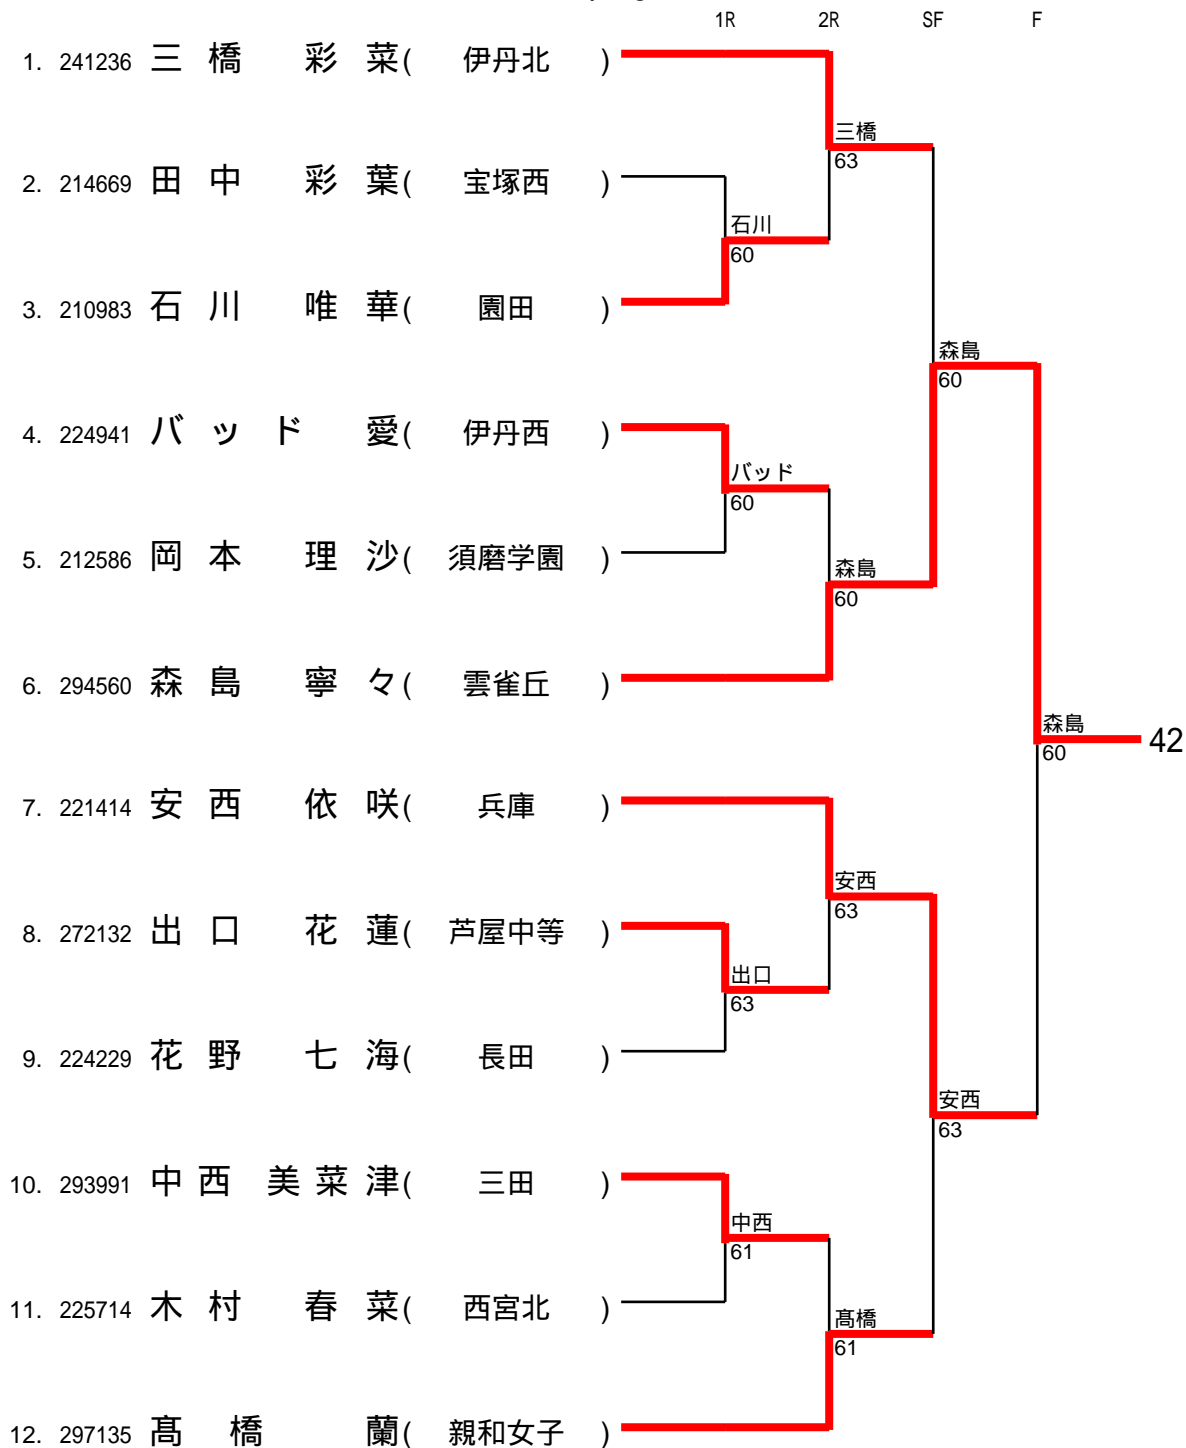 1R 2R SF F
1. 241236 三橋 彩菜( 伊丹北 )
三橋
63
2. 214669 田中 彩葉( 宝塚西 )
石川
60
3. 210983 石川 唯華( 園田 )
森島
60
4. 224941 バッド 愛( 伊丹西 )
バッド
60
5. 212586 岡本 理沙( 須磨学園 )
森島
60
6. 294560 森島 寧々( 雲雀丘 )
森島
60
42
7. 221414 安西 依咲( 兵庫 )
安西
63
8. 272132 出口 花蓮( 芦屋中等 )
出口
63
9. 224229 花野 七海( 長田 )
安西
63
10. 293991 中西 美菜津( 三田 )
中西
61
11. 225714 木村 春菜( 西宮北 )
髙橋
61
12. 297135 髙橋 蘭( 親和女子 )